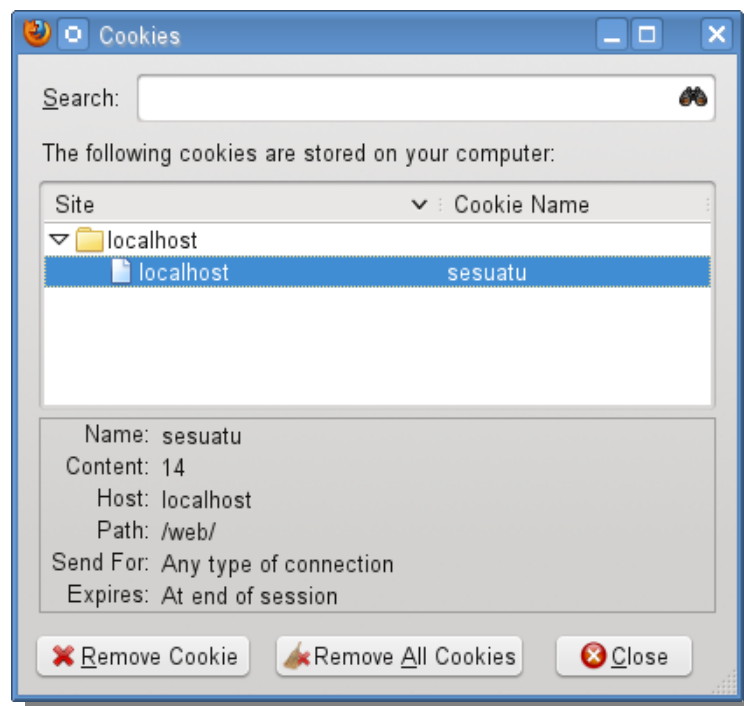 Cookies
Search:
The following cookies are stored on your computer:
Site Cookie Name
localhost
localhost sesuatu
Name: sesuatu
Content: 14
Host: localhost
Path: /web/
Send For: Any type of connection
Expires: At end of session
Remove Cookie Remove All Cookies Close